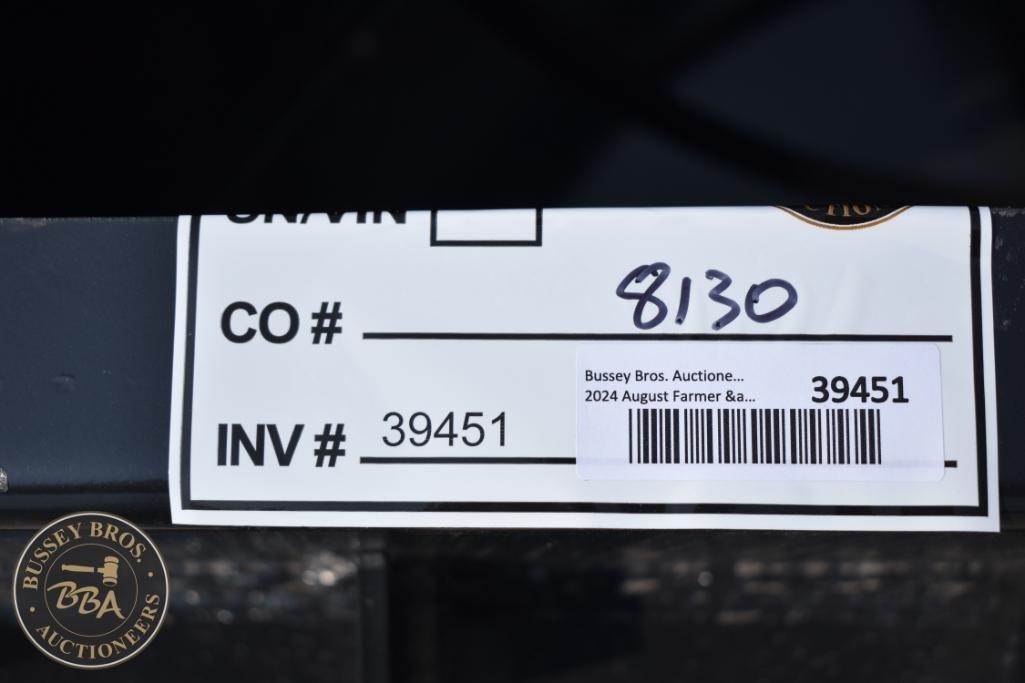 CO # 8130
Bussey Bros. Auctione...
2024 August Farmer &a...
39451
INV # 39451
BUSSEY BROS.
BBA
AUCTIONEERS